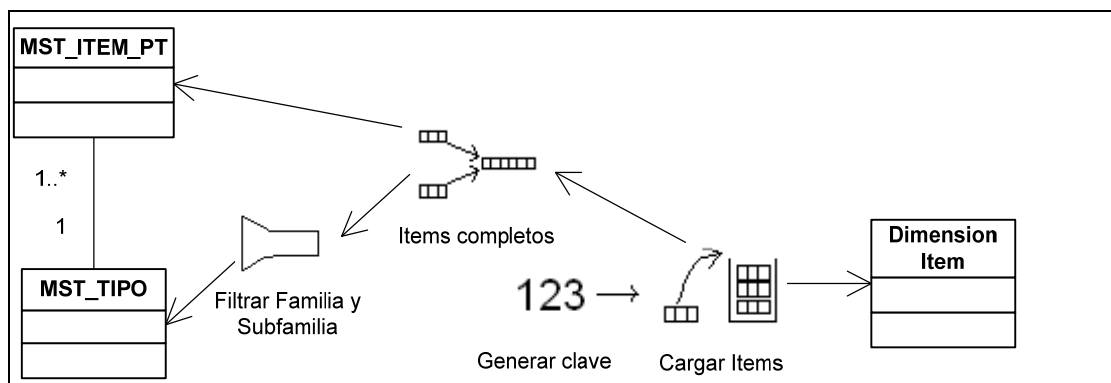 MST_ITEM_PT
1..*
1
MST_TIPO
Filtrar Familia y
Subfamilia
Items completos
123
Generar clave
Cargar Items
Dimension
Item